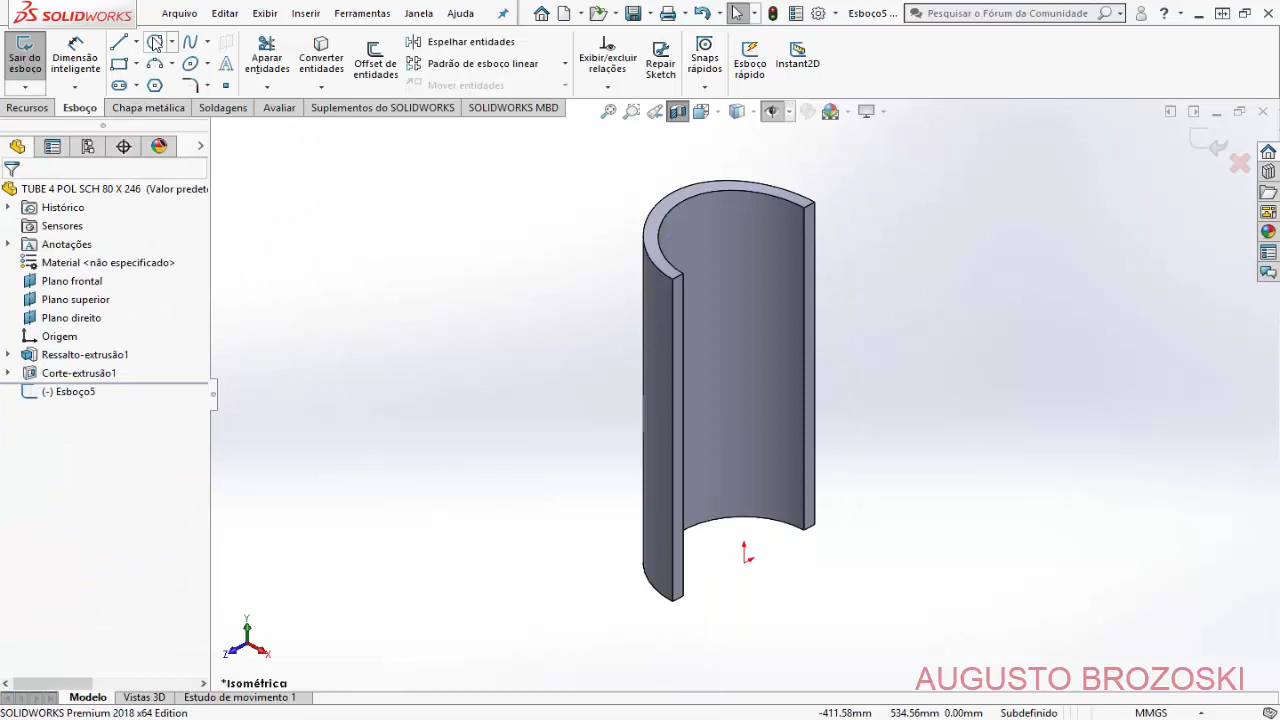 SOLIDWORKS Arquivo Editar Exibir Inserir Ferramentas Janela Ajuda Esboço5 ... Pesquisar o Fórum da Comunidade ?
Sair do esboço
Dimensão inteligente
Aparar entidades
Converter entidades
Offset de entidades
Espelhar entidades
Padrão de esboço linear
Mover entidades
Exibir/excluir relações
Repair Sketch
Snaps rápidos
Esboço rápido
Instant2D
Recursos Esboço Chapa metálica Soldagens Avaliar Suplementos do SOLIDWORKS SOLIDWORKS MBD
TUBE 4 POL SCH 80 X 246 (Valor predet
Histórico
Sensores
Anotações
Material <não especificado>
Plano frontal
Plano superior
Plano direito
Origem
Ressalto-extrusão1
Corte-extrusão1
(-) Esboço5
Y
Z
X
*Isométrica
AUGUSTO BROZOSKI
Modelo Vistas 3D Estudo de movimento 1
SOLIDWORKS Premium 2018 x64 Edition -411.58mm 534.56mm 0.00mm Subdefinido MMGS